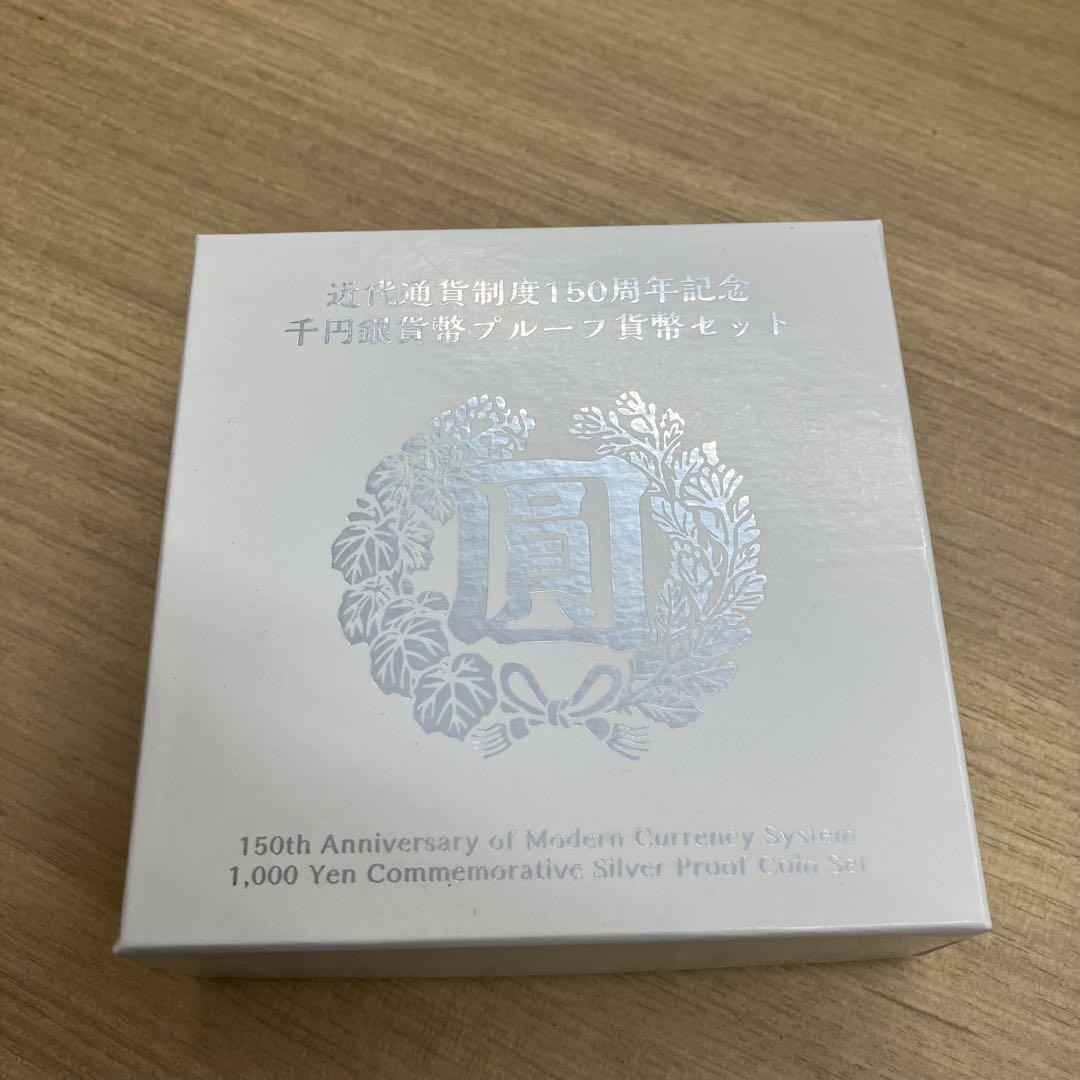 近代通貨制度150周年記念
千円銀貨幣プルーフ貨幣セット
圓
150th Anniversary of Modern Currency System
1,000 Yen Commemorative Silver Proof Coin Set